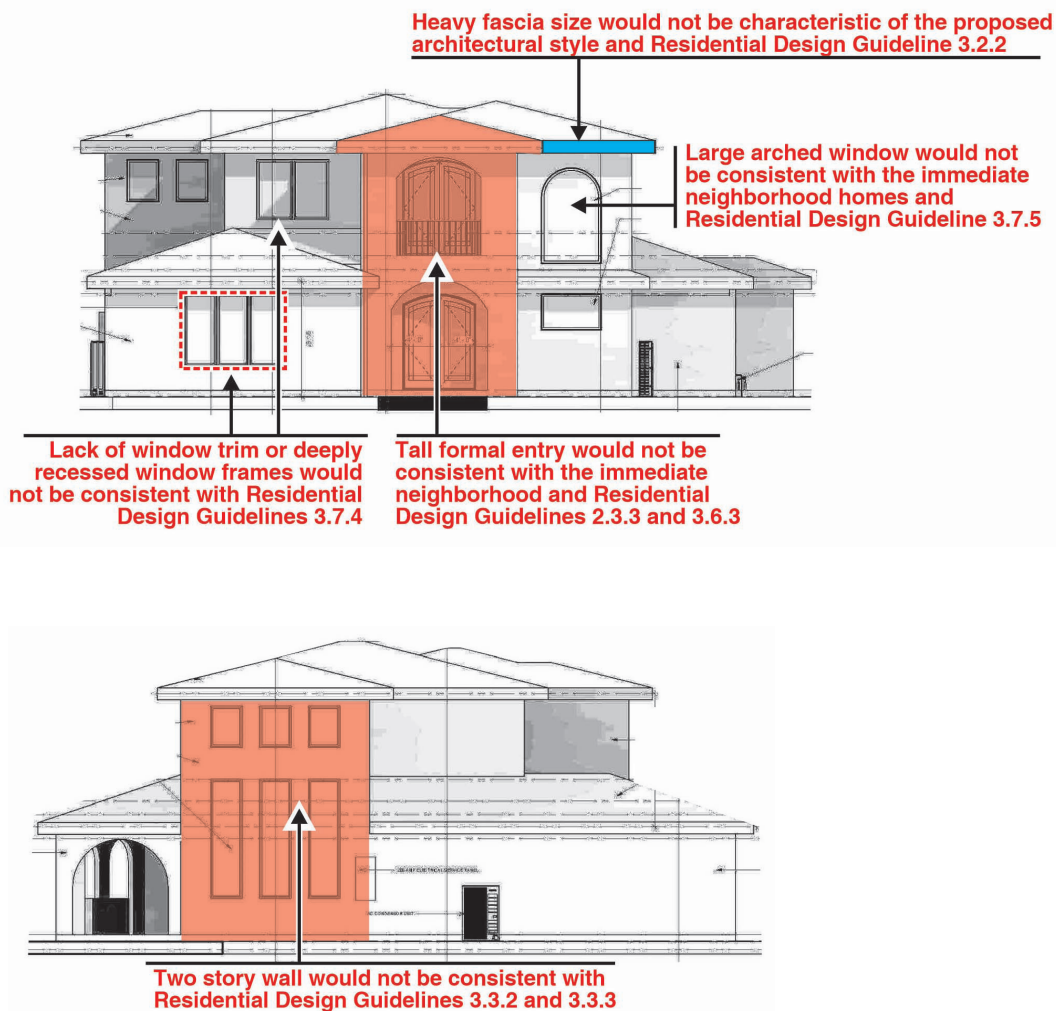 Heavy fascia size would not be characteristic of the proposed
architectural style and Residential Design Guideline 3.2.2
Large arched window would not
be consistent with the immediate
neighborhood homes and
Residential Design Guideline 3.7.5
Lack of window trim or deeply
recessed window frames would
not be consistent with Residential
Design Guidelines 3.7.4
Tall formal entry would not be
consistent with the immediate
neighborhood and Residential
Design Guidelines 2.3.3 and 3.6.3
Two story wall would not be consistent with
Residential Design Guidelines 3.3.2 and 3.3.3